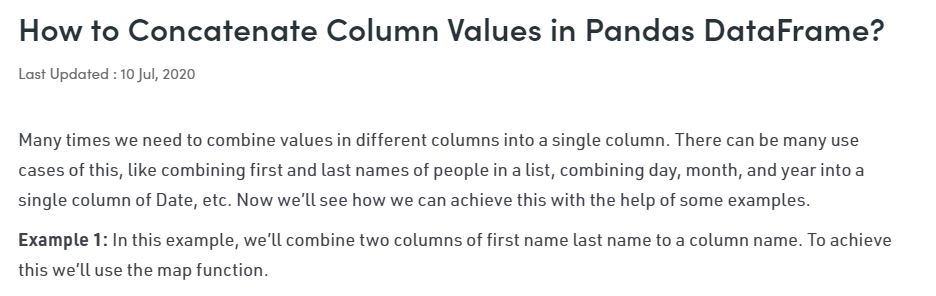 How to Concatenate Column Values in Pandas DataFrame?
Last Updated : 10 Jul, 2020
Many times we need to combine values in different columns into a single column. There can be many use
cases of this, like combining first and last names of people in a list, combining day, month, and year into a
single column of Date, etc. Now we'll see how we can achieve this with the help of some examples.
Example 1: In this example, we'll combine two columns of first name last name to a column name. To achieve
this we'll use the map function.